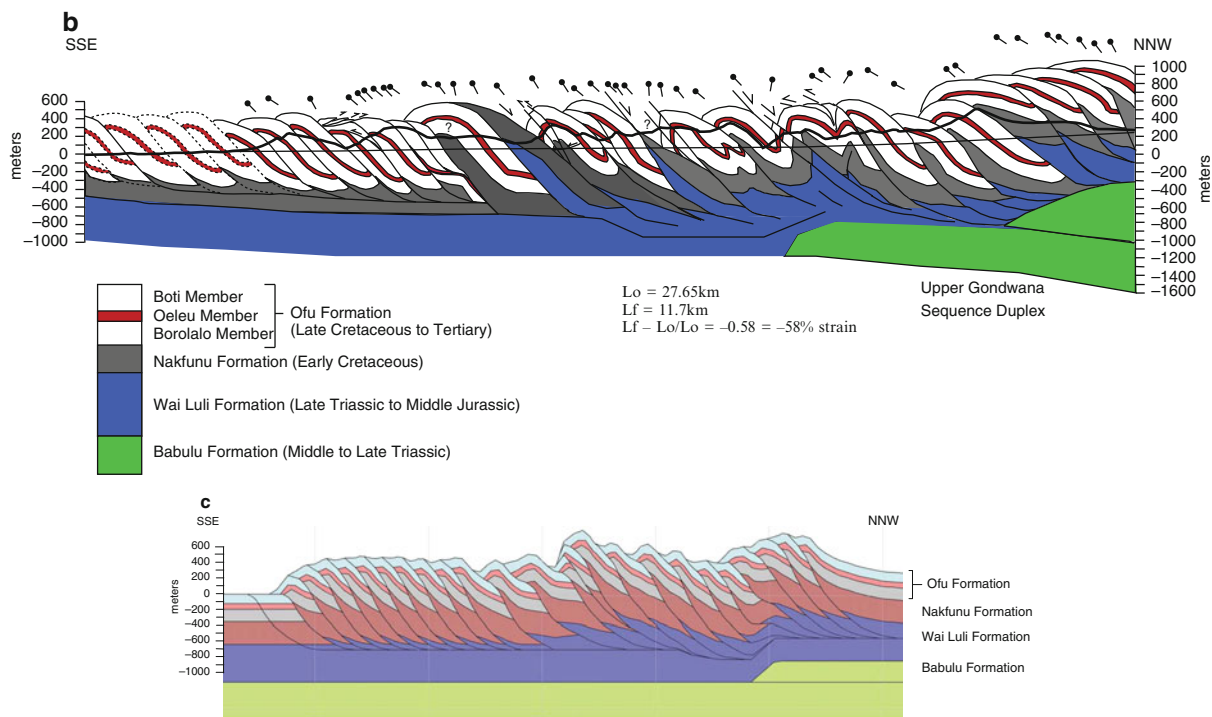 b
SSE
NNW
600
400
200
0
−200
−400
−600
−800
−1000
meters
?
?
1000
800
600
400
200
0
−200
−400
−600
−800
−1000
−1200
−1400
−1600
meters
Boti Member
Oeleu Member
Borolalo Member
Ofu Formation
(Late Cretaceous to Tertiary)
Nakfunu Formation (Early Cretaceous)
Wai Luli Formation (Late Triassic to Middle Jurassic)
Babulu Formation (Middle to Late Triassic)
Lo = 27.65km
Lf = 11.7km
Lf – Lo/Lo = –0.58 = –58% strain
Upper Gondwana
Sequence Duplex
c
SSE
NNW
600
400
200
0
−200
−400
−600
−800
−1000
meters
Ofu Formation
Nakfunu Formation
Wai Luli Formation
Babulu Formation